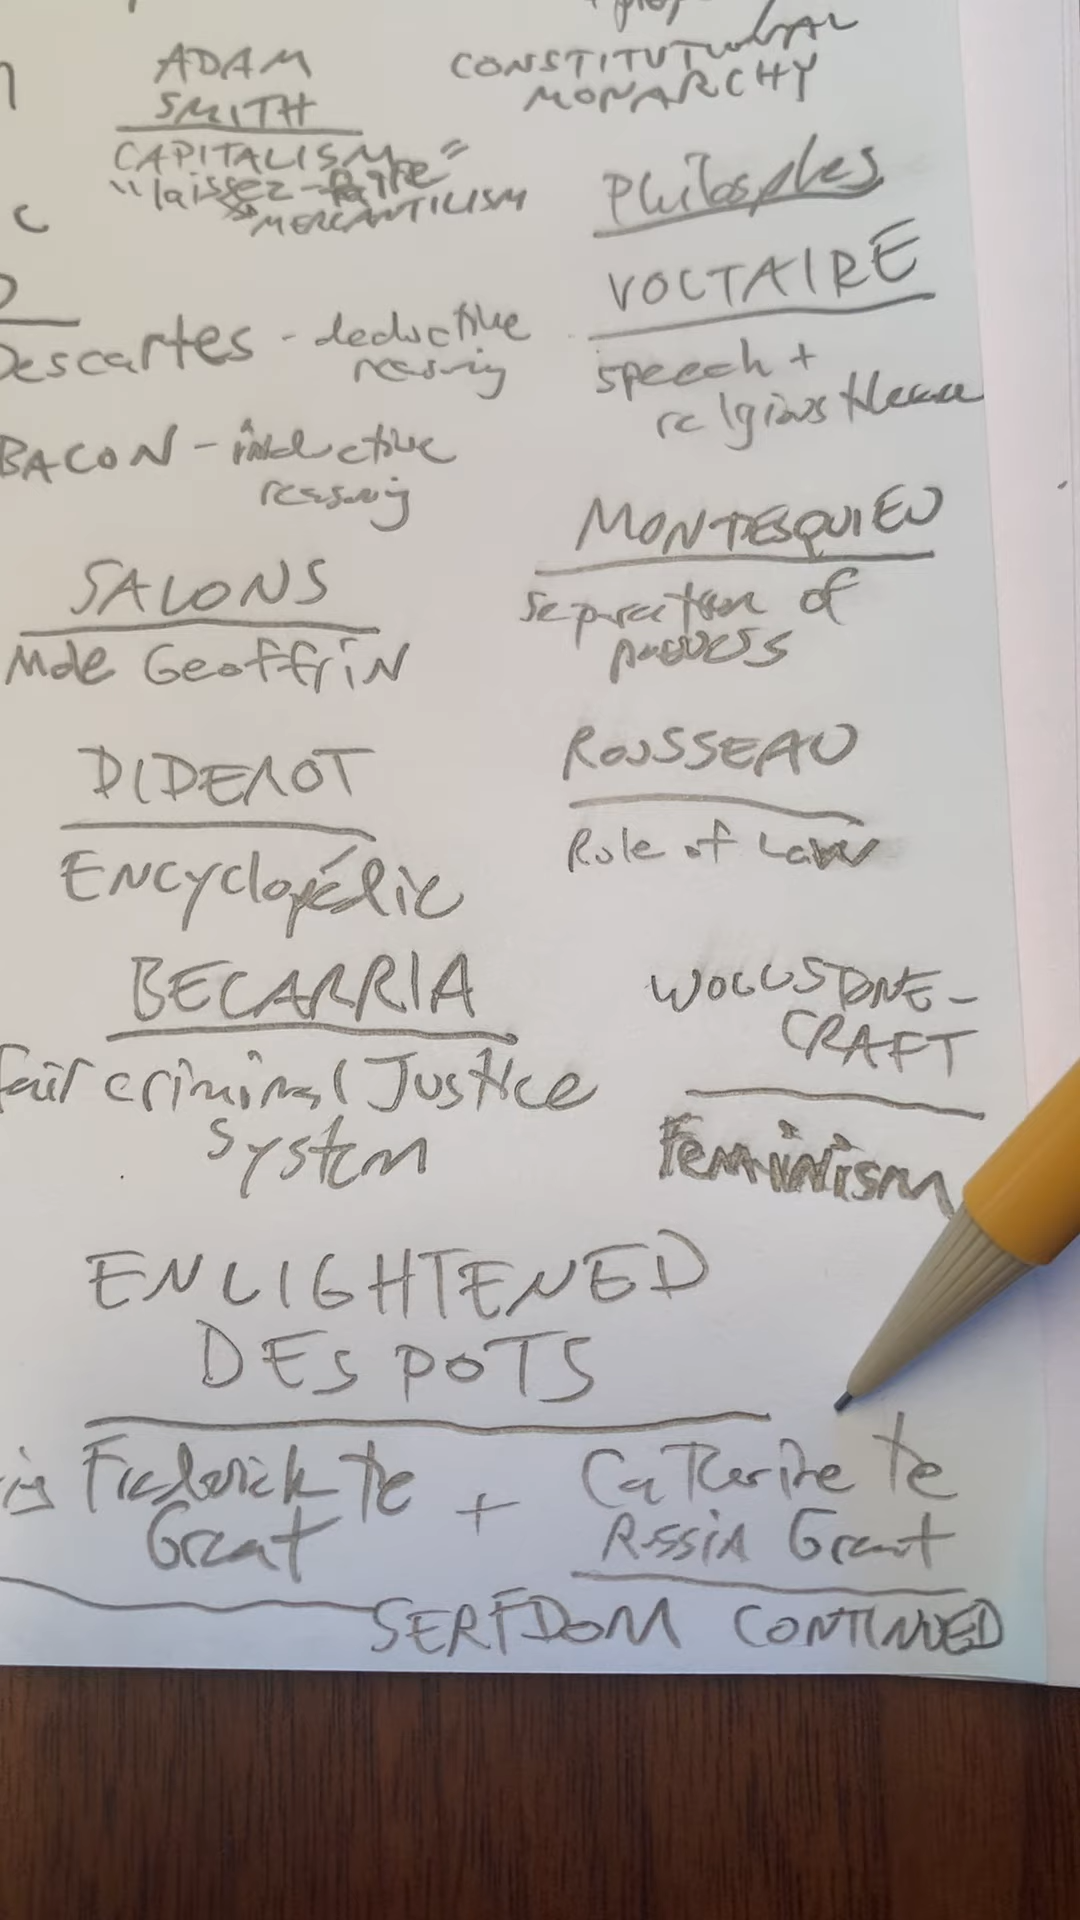 ADAM
SMITH
CAPITALISM
"laissez-faire"
MERCANTILISM
CONSTITUTIONAL
MONARCHY
Philosophes
VOLTAIRE
speech +
religious
Descartes - deductive
reasoning
BACON - inductive
reasoning
MONTESQUIEU
separation of
powers
SALONS
Mde Geoffrin
ROUSSEAU
Rule of Law
DIDEROT
ENCYclopédie
BECARRIA
Fair criminal Justice
System
WOLLSTONE-
CRAFT
Feminism
ENLIGHTENED
DESPOTS
Frederick the
Great
+
Catherine the
RUSSIA Great
SERFDOM CONTINUED